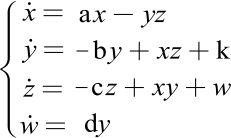 ẋ = ax − yz
ẏ = -by + xz + k
ż = -cz + xy + w
ẇ = dy